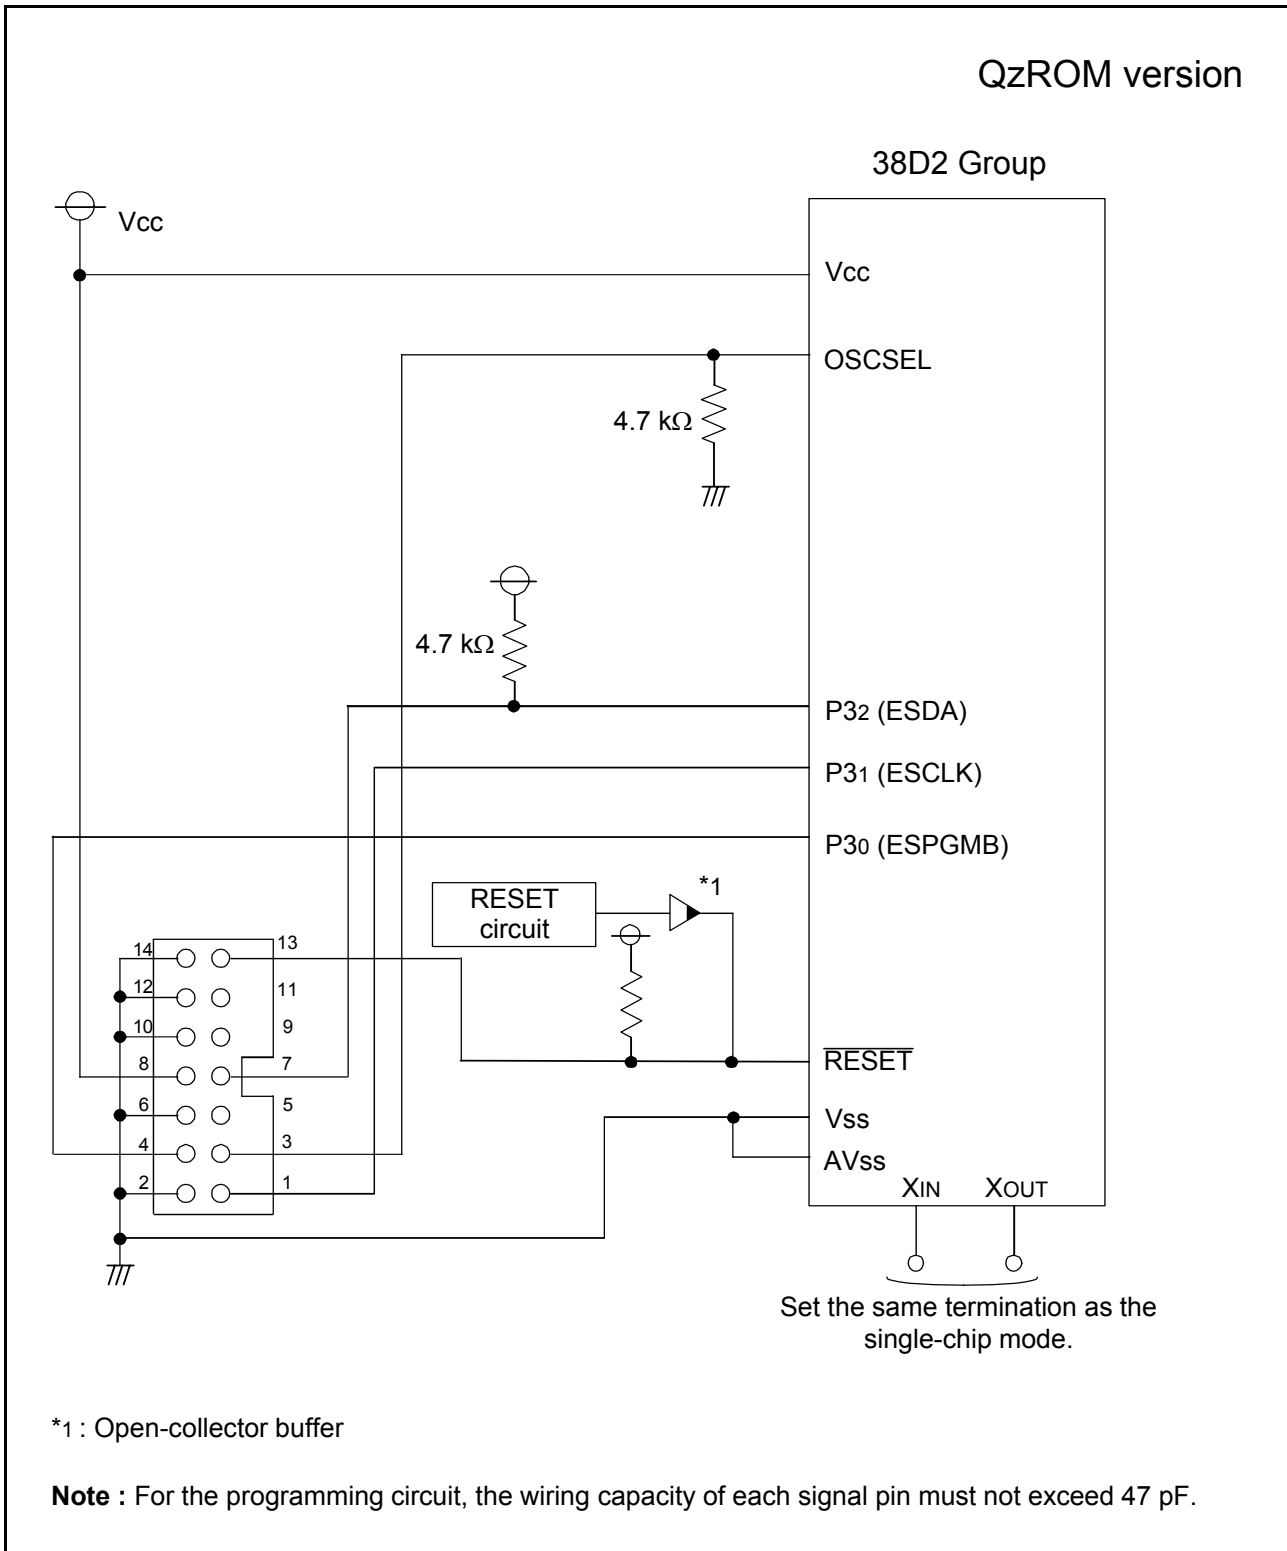 QzROM version
38D2 Group
Vcc
Vcc
OSCSEL
4.7 kΩ
4.7 kΩ
P32 (ESDA)
P31 (ESCLK)
P30 (ESPGMB)
*1
RESET
circuit
14
13
12
11
10
9
8
7
6
5
4
3
2
1
RESET
Vss
AVss
XIN
XOUT
Set the same termination as the
single-chip mode.
*1 : Open-collector buffer
Note : For the programming circuit, the wiring capacity of each signal pin must not exceed 47 pF.